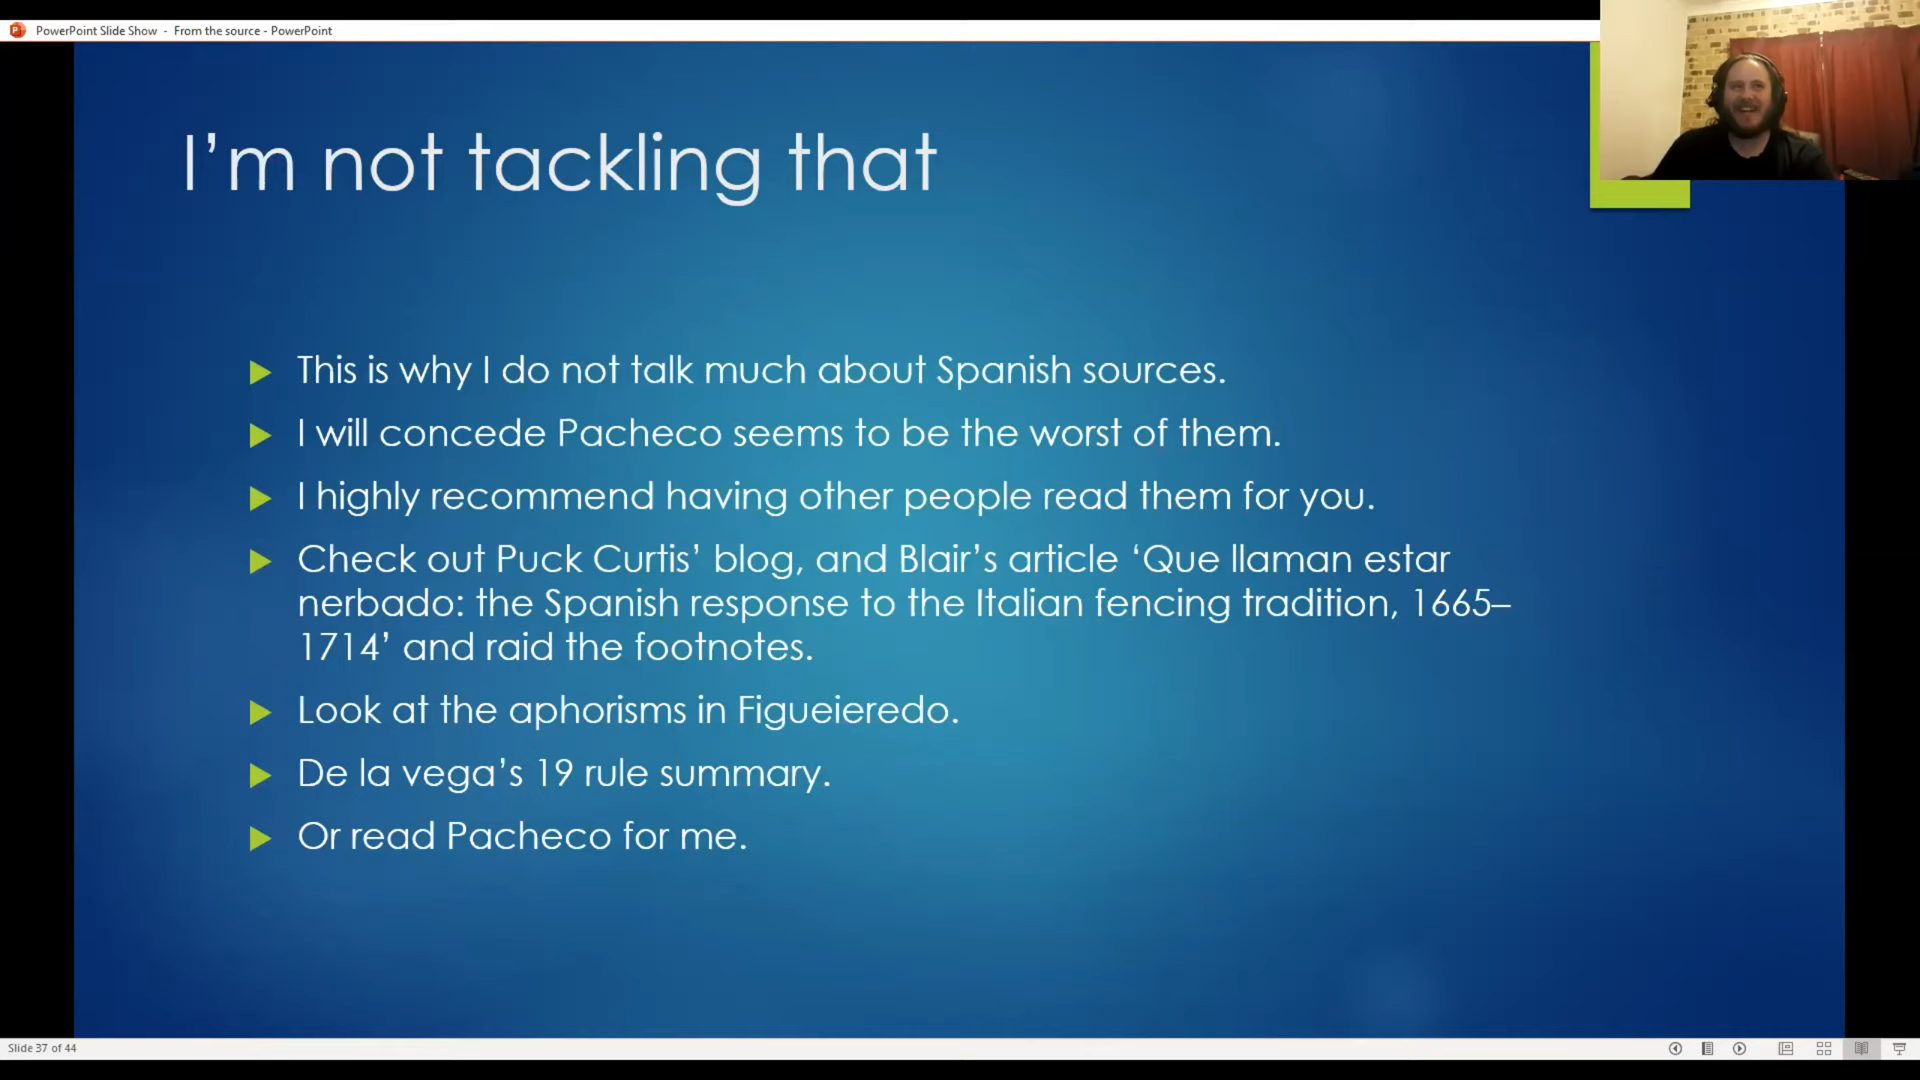 PowerPoint Slide Show - From the source - PowerPoint
I'm not tackling that
This is why I do not talk much about Spanish sources.
I will concede Pacheco seems to be the worst of them.
I highly recommend having other people read them for you.
Check out Puck Curtis' blog, and Blair's article ‘Que llaman estar
nerbado: the Spanish response to the Italian fencing tradition, 1665–
1714’ and raid the footnotes.
Look at the aphorisms in Figueieredo.
De la vega's 19 rule summary.
Or read Pacheco for me.
Slide 37 of 44